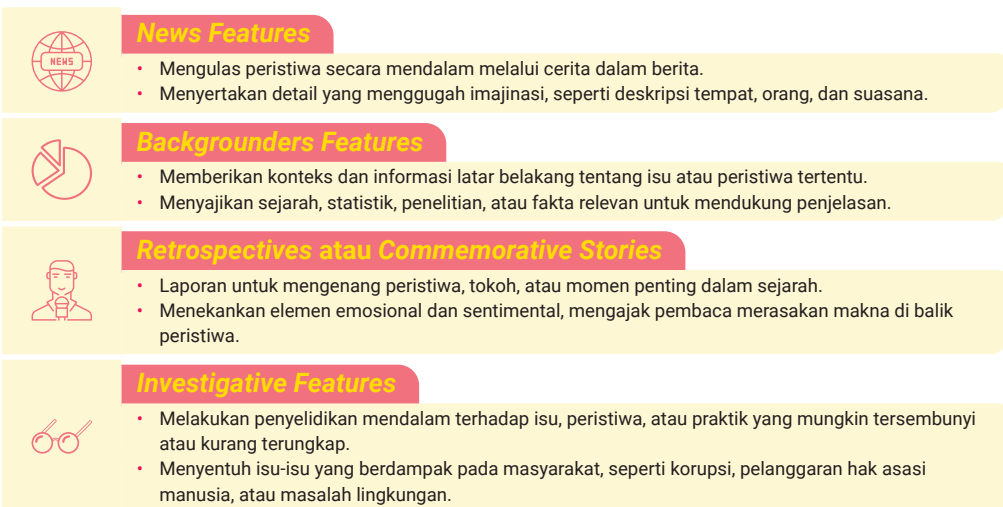 News Features
NEWS
• Mengulas peristiwa secara mendalam melalui cerita dalam berita.
• Menyertakan detail yang menggugah imajinasi, seperti deskripsi tempat, orang, dan suasana.
Backgrounders Features
• Memberikan konteks dan informasi latar belakang tentang isu atau peristiwa tertentu.
• Menyajikan sejarah, statistik, penelitian, atau fakta relevan untuk mendukung penjelasan.
Retrospectives atau Commemorative Stories
• Laporan untuk mengenang peristiwa, tokoh, atau momen penting dalam sejarah.
• Menekankan elemen emosional dan sentimental, mengajak pembaca merasakan makna di balik
peristiwa.
Investigative Features
• Melakukan penyelidikan mendalam terhadap isu, peristiwa, atau praktik yang mungkin tersembunyi
atau kurang terungkap.
• Menyentuh isu-isu yang berdampak pada masyarakat, seperti korupsi, pelanggaran hak asasi
manusia, atau masalah lingkungan.